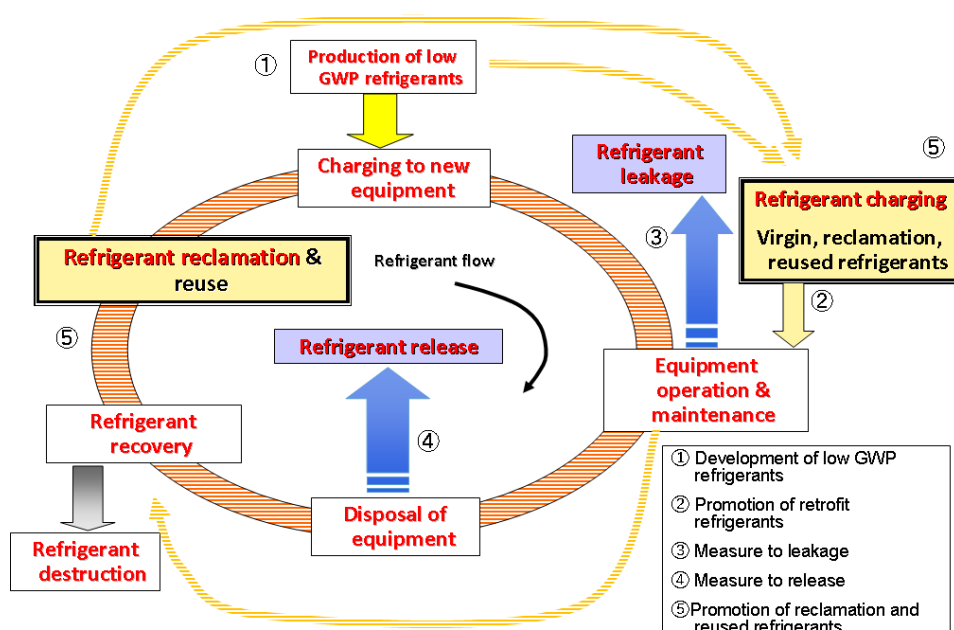 ①
Production of low
GWP refrigerants
Charging to new
equipment
Refrigerant
leakage
⑤
Refrigerant charging
Virgin, reclamation,
reused refrigerants
③
②
Refrigerant reclamation &
reuse
Refrigerant flow
⑤
Refrigerant release
Equipment
operation &
maintenance
Refrigerant
recovery
④
Disposal of
equipment
Refrigerant
destruction
① Development of low GWP
refrigerants
② Promotion of retrofit
refrigerants
③ Measure to leakage
④ Measure to release
⑤Promotion of reclamation and
reused refrigerants